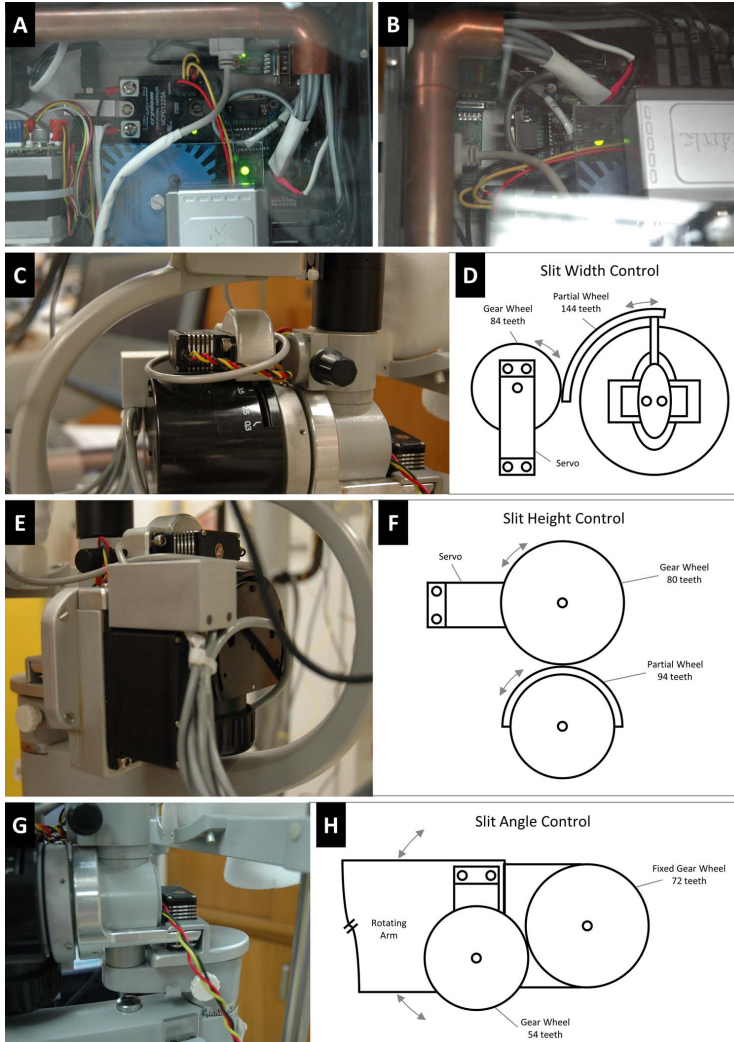 A
B
crydom
C
D
Slit Width Control
Gear Wheel
84 teeth
Partial Wheel
144 teeth
Servo
E
F
Slit Height Control
Servo
Gear Wheel
80 teeth
Partial Wheel
94 teeth
G
H
Slit Angle Control
Fixed Gear Wheel
72 teeth
Rotating
Arm
Gear Wheel
54 teeth